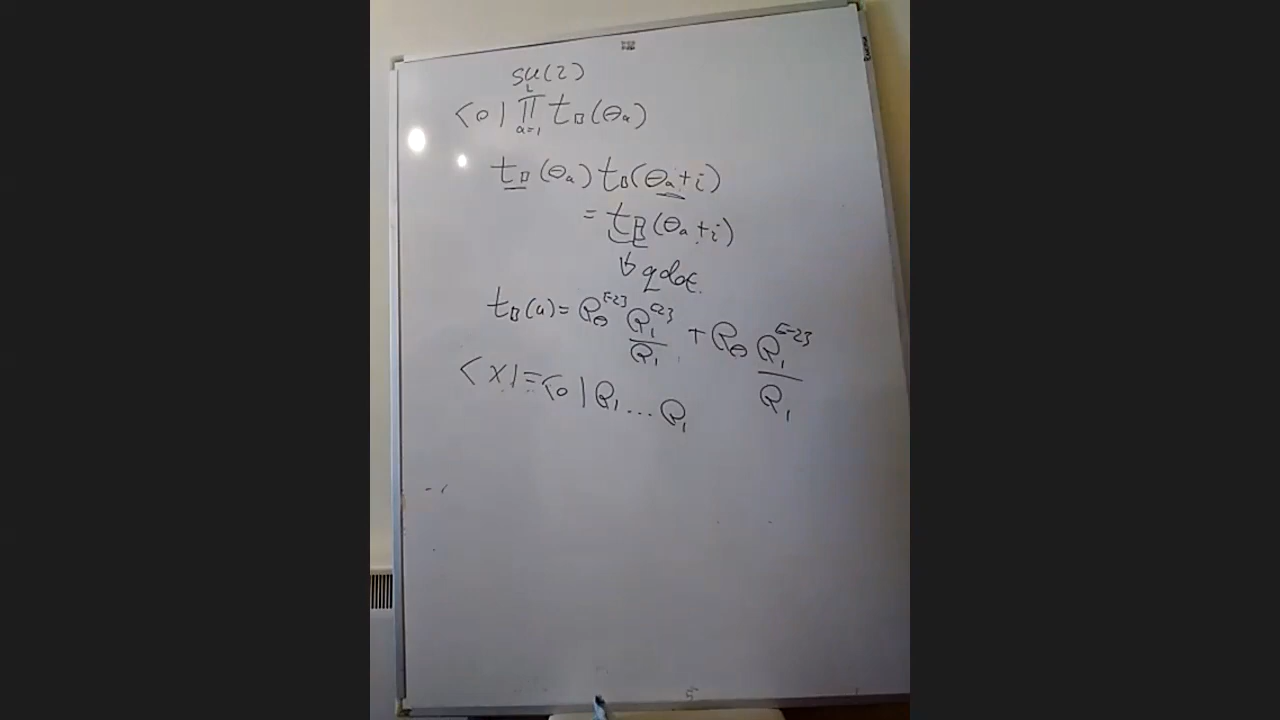 su(2)
⟨0| ∏_{a=1}^{L} t_□(θ_a)
t_□(θ_a) t_□(θ_a+i)
= t_{⊟}(θ_a+i)
↳ qdet.
t_□(u) = Q_θ^{[-2]} Q_1^{[2]}/Q_1 + Q_θ Q_1^{[-2]}/Q_1
⟨x| = ⟨0| Q_1 ... Q_1